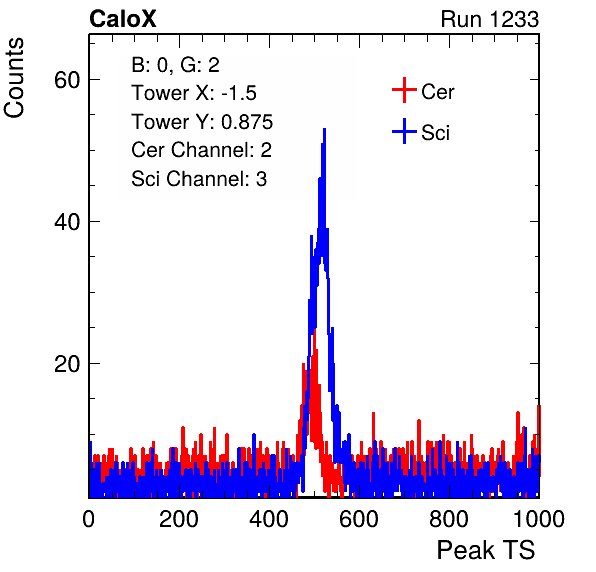 CaloX Run 1233
Counts
B: 0, G: 2
Tower X: -1.5
Tower Y: 0.875
Cer Channel: 2
Sci Channel: 3
Cer
Sci
60
40
20
0 200 400 600 800 1000
Peak TS